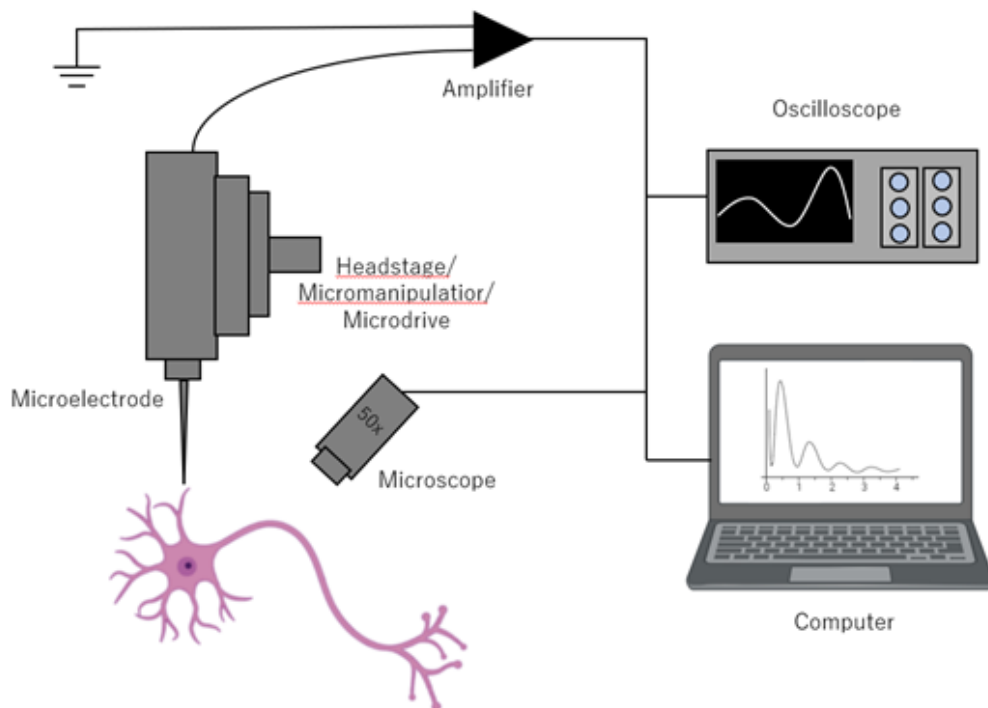 Amplifier
Oscilloscope
Headstage/
Micromanipulatior/
Microdrive
Microelectrode
50x
Microscope
0 1 2 3 4
Computer